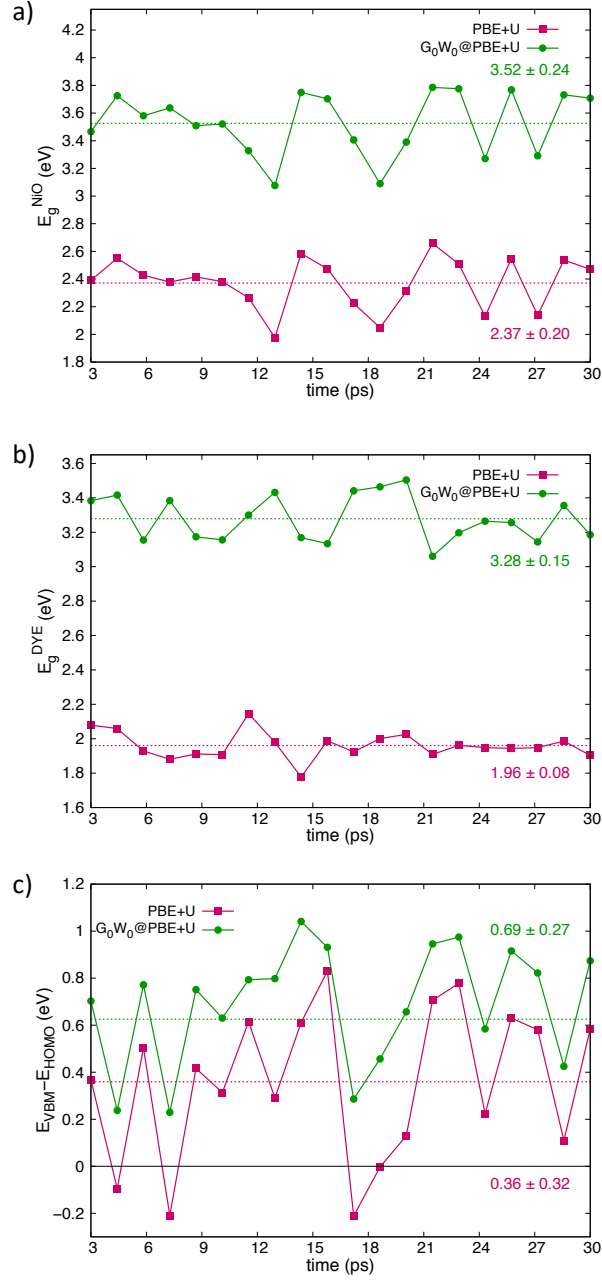 a)
PBE+U
G₀W₀@PBE+U
3.52 ± 0.24
4.2
4
3.8
3.6
3.4
3.2
3
2.8
2.6
2.4
2.2
2
1.8
E_g^NiO (eV)
2.37 ± 0.20
3 6 9 12 15 18 21 24 27 30
time (ps)
b)
PBE+U
G₀W₀@PBE+U
3.6
3.4
3.2
3
2.8
2.6
2.4
2.2
2
1.8
1.6
E_g^DYE (eV)
3.28 ± 0.15
1.96 ± 0.08
3 6 9 12 15 18 21 24 27 30
time (ps)
c)
PBE+U
G₀W₀@PBE+U
0.69 ± 0.27
1.2
1
0.8
0.6
0.4
0.2
0
−0.2
E_VBM−E_HOMO (eV)
0.36 ± 0.32
3 6 9 12 15 18 21 24 27 30
time (ps)